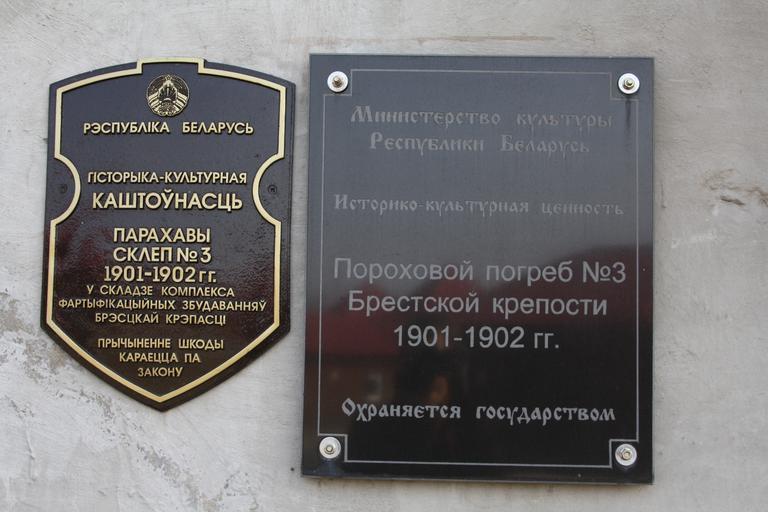 РЭСПУБЛІКА БЕЛАРУСЬ
ГІСТОРЫКА-КУЛЬТУРНАЯ
КАШТОЎНАСЦЬ
ПАРАХАВЫ
СКЛЕП №3
1901-1902 гг.
У СКЛАДЗЕ КОМПЛЕКСА
ФАРТЫФІКАЦЫЙНЫХ ЗБУДАВАННЯЎ
БРЭСЦКАЙ КРЭПАСЦІ
ПРЫЧЫНЕННЕ ШКОДЫ
КАРАЕЦЦА ПА
ЗАКОНУ
Министерство культуры
Республики Беларусь
Историко-культурная ценность
Пороховой погреб №3
Брестской крепости
1901-1902 гг.
Охраняется государством